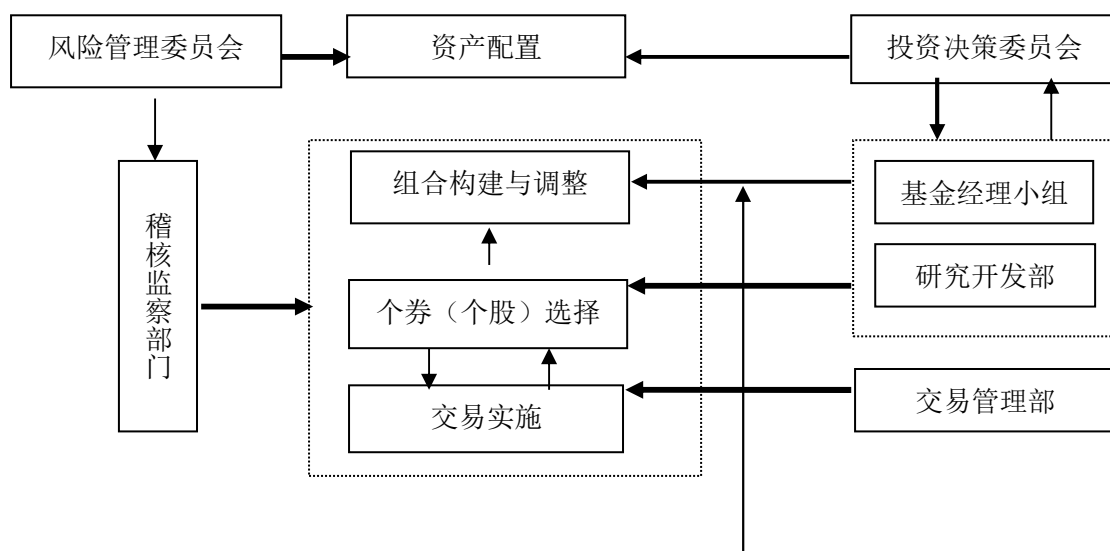 风险管理委员会
资产配置
投资决策委员会
组合构建与调整
基金经理小组
稽核监察部门
研究开发部
个券（个股）选择
交易管理部
交易实施